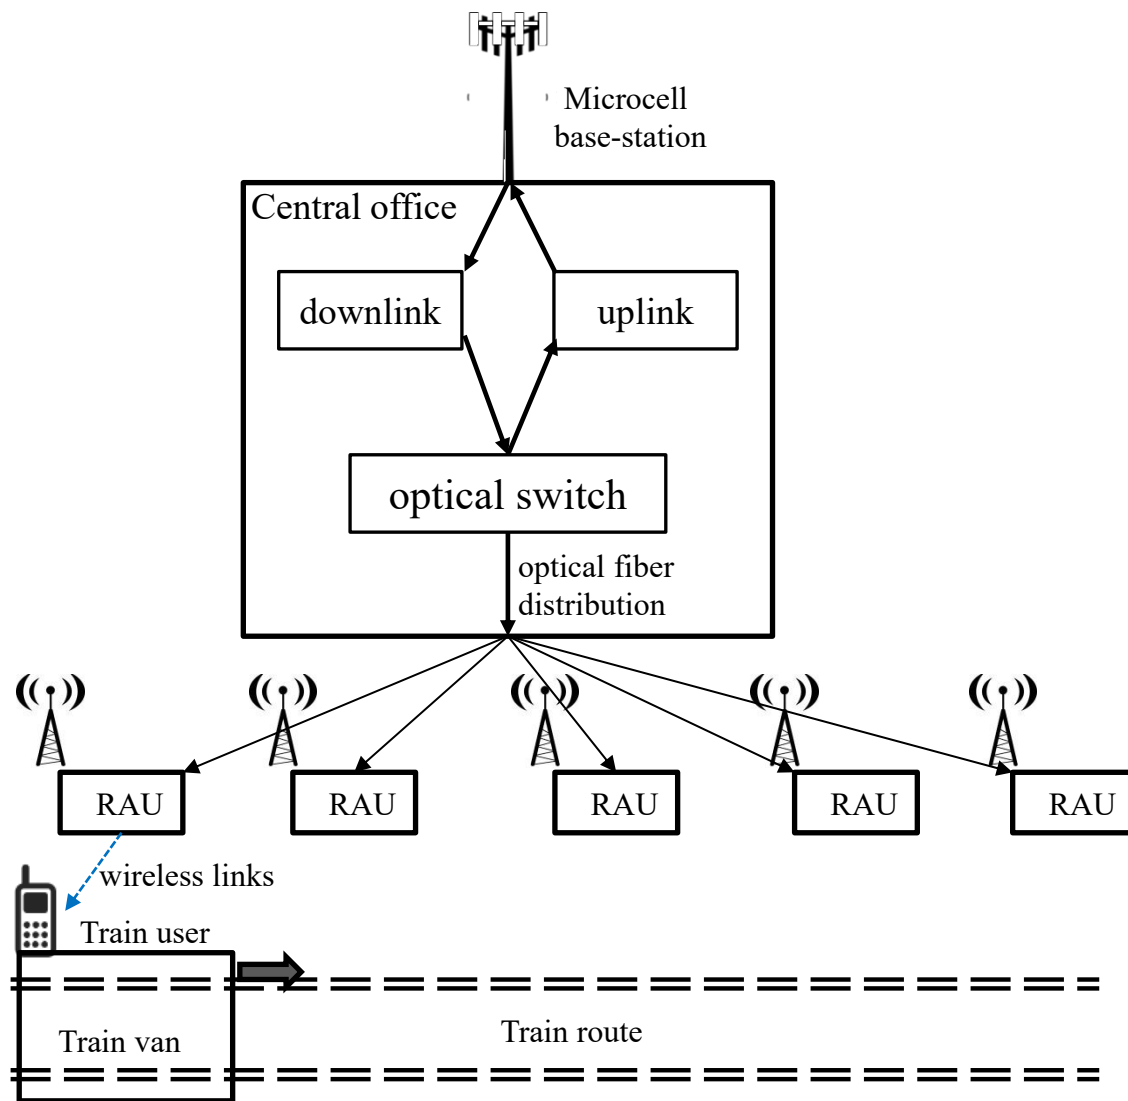 Microcell
base-station
Central office
downlink
uplink
optical switch
optical fiber
distribution
RAU
RAU
RAU
RAU
RAU
wireless links
Train user
Train van
Train route